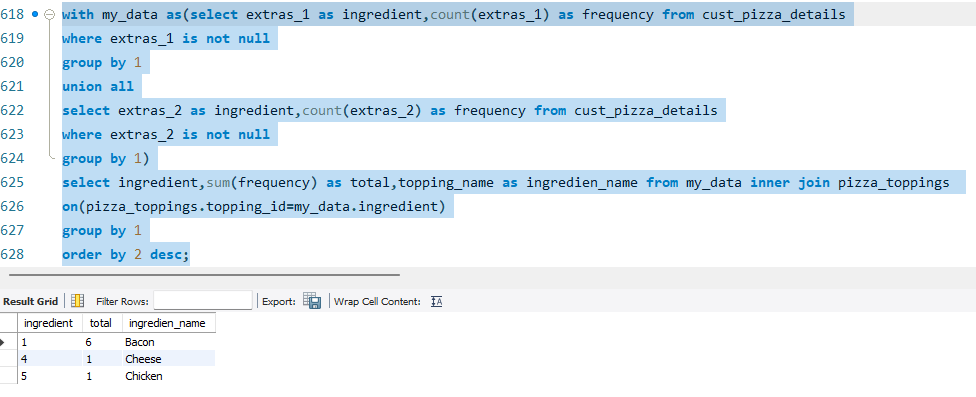 618 with my_data as(select extras_1 as ingredient,count(extras_1) as frequency from cust_pizza_details
619 where extras_1 is not null
620 group by 1
621 union all
622 select extras_2 as ingredient,count(extras_2) as frequency from cust_pizza_details
623 where extras_2 is not null
624 group by 1)
625 select ingredient,sum(frequency) as total,topping_name as ingredien_name from my_data inner join pizza_toppings
626 on(pizza_toppings.topping_id=my_data.ingredient)
627 group by 1
628 order by 2 desc;
Result Grid Filter Rows: Export: Wrap Cell Content: IA
ingredient total ingredien_name
1 6 Bacon
4 1 Cheese
5 1 Chicken